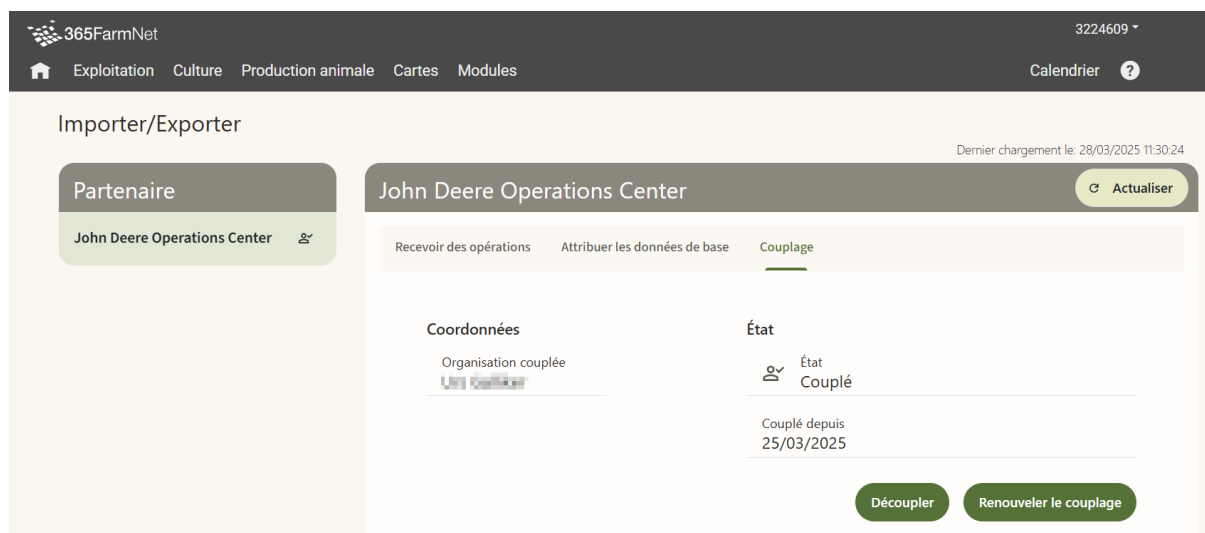 365FarmNet
3224609
Exploitation Culture Production animale Cartes Modules
Calendrier ?
Importer/Exporter
Dernier chargement le: 28/03/2025 11:30:24
Partenaire
John Deere Operations Center
John Deere Operations Center
Actualiser
Recevoir des opérations Attribuer les données de base Couplage
Coordonnées
Organisation couplée
État
État
Couplé
Couplé depuis
25/03/2025
Découpler Renouveler le couplage